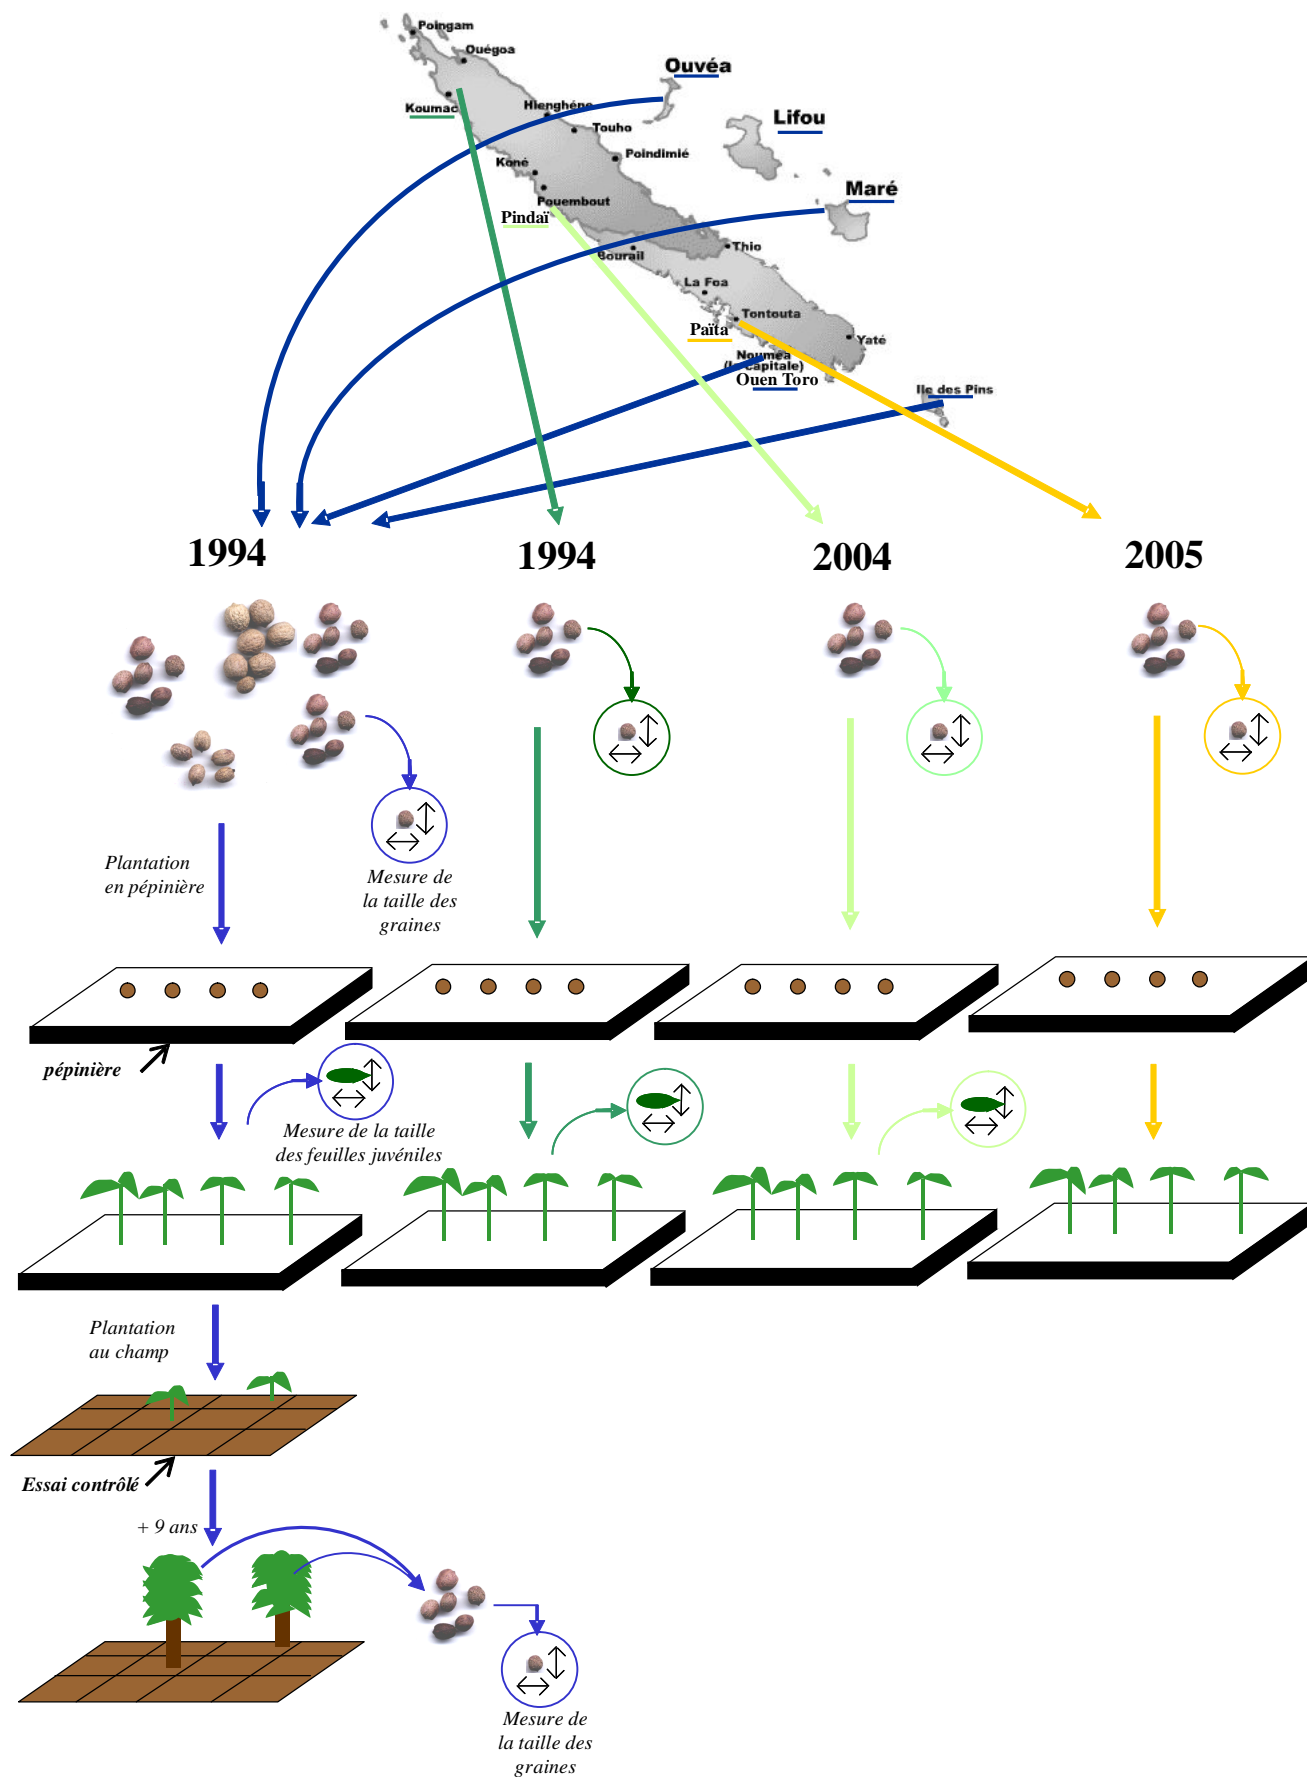 Poingam
Ouégoa
Ouvéa
Koumac
Hienghéne
Lifou
Touho
Poindimié
Koné
Maré
Pouembout
Pindaï
Thio
Bourail
La Foa
Tontouta
Païta
Yaté
Nouméa
(la capitale)
Ouen Toro
Ile des Pins
1994
1994
2004
2005
Plantation
en pépinière
Mesure de
la taille des
graines
pépinière
Mesure de la taille
des feuilles juvéniles
Plantation
au champ
Essai contrôlé
+ 9 ans
Mesure de
la taille des
graines